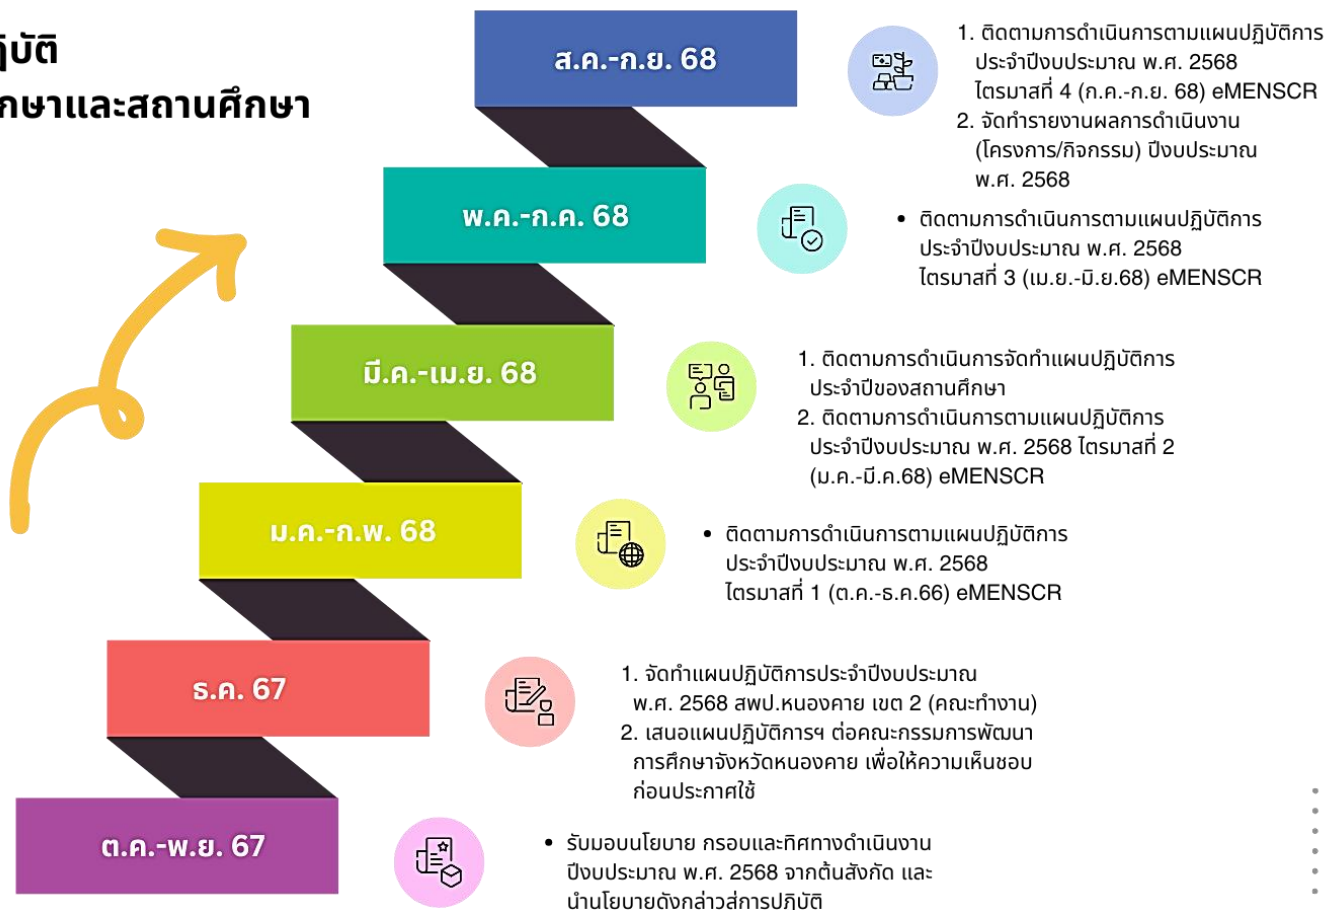 ฏิบัติ
กษาและสถานศึกษา
ส.ค.-ก.ย. 68
1. ติดตามการดำเนินการตามแผนปฏิบัติการ
ประจำปีงบประมาณ พ.ศ. 2568
ไตรมาสที่ 4 (ก.ค.-ก.ย. 68) eMENSCR
2. จัดทำรายงานผลการดำเนินงาน
(โครงการ/กิจกรรม) ปีงบประมาณ
พ.ศ. 2568
พ.ค.-ก.ค. 68
• ติดตามการดำเนินการตามแผนปฏิบัติการ
ประจำปีงบประมาณ พ.ศ. 2568
ไตรมาสที่ 3 (เม.ย.-มิ.ย.68) eMENSCR
มี.ค.-เม.ย. 68
1. ติดตามการดำเนินการจัดทำแผนปฏิบัติการ
ประจำปีของสถานศึกษา
2. ติดตามการดำเนินการตามแผนปฏิบัติการ
ประจำปีงบประมาณ พ.ศ. 2568 ไตรมาสที่ 2
(ม.ค.-มี.ค.68) eMENSCR
ม.ค.-ก.พ. 68
• ติดตามการดำเนินการตามแผนปฏิบัติการ
ประจำปีงบประมาณ พ.ศ. 2568
ไตรมาสที่ 1 (ต.ค.-ธ.ค.66) eMENSCR
ธ.ค. 67
1. จัดทำแผนปฏิบัติการประจำปีงบประมาณ
พ.ศ. 2568 สพป.หนองคาย เขต 2 (คณะทำงาน)
2. เสนอแผนปฏิบัติการฯ ต่อคณะกรรมการพัฒนา
การศึกษาจังหวัดหนองคาย เพื่อให้ความเห็นชอบ
ก่อนประกาศใช้
ต.ค.-พ.ย. 67
• รับมอบนโยบาย กรอบและทิศทางดำเนินงาน
ปีงบประมาณ พ.ศ. 2568 จากต้นสังกัด และ
นำนโยบายดังกล่าวสู่การปฏิบัติ